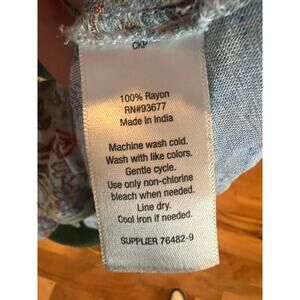 CKP
100% Rayon
RN#93677
Made in India
Machine wash cold.
Wash with like colors.
Gentle cycle.
Use only non-chlorine
bleach when needed.
Line dry.
Cool iron if needed.
SUPPLIER 76482-9